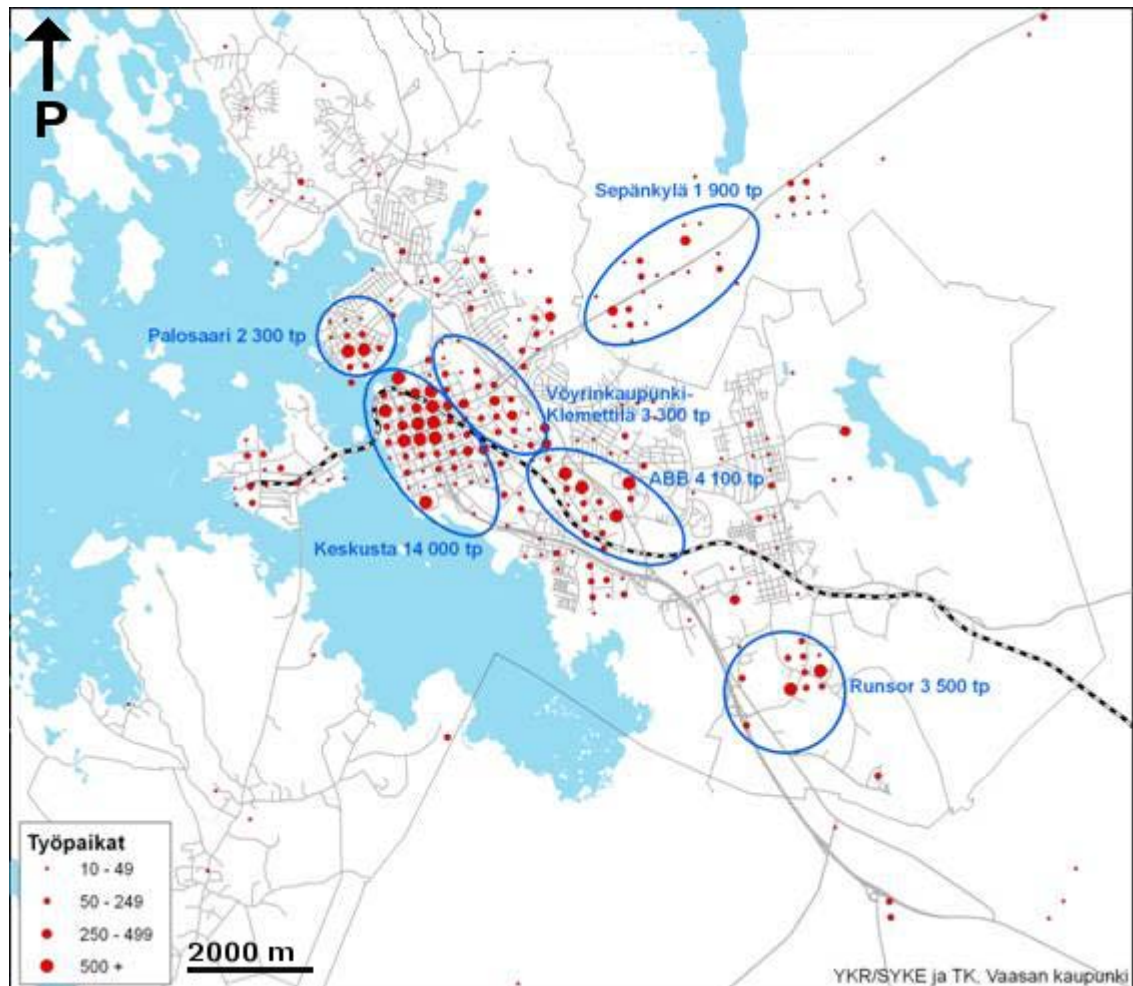 P
Sepänkylä 1 900 tp
Palosaari 2 300 tp
Vöyrinkaupunki-
Klemettilä 3 300 tp
ABB 4 100 tp
Keskusta 14 000 tp
Runsor 3 500 tp
Työpaikat
10 - 49
50 - 249
250 - 499
500 +
2000 m
YKR/SYKE ja TK, Vaasan kaupunki